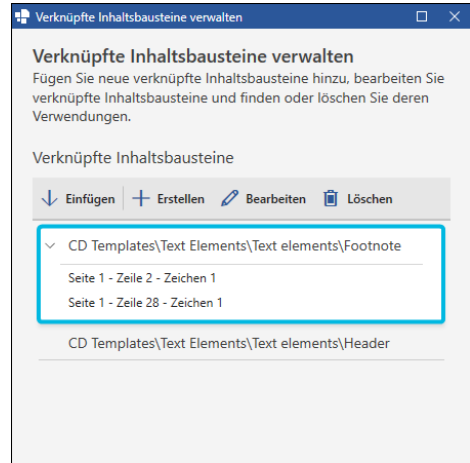 Verknüpfte Inhaltsbausteine verwalten
Verknüpfte Inhaltsbausteine verwalten
Fügen Sie neue verknüpfte Inhaltsbausteine hinzu, bearbeiten Sie
verknüpfte Inhaltsbausteine und finden oder löschen Sie deren
Verwendungen.
Verknüpfte Inhaltsbausteine
Einfügen Erstellen Bearbeiten Löschen
CD Templates\Text Elements\Text elements\Footnote
Seite 1 - Zeile 2 - Zeichen 1
Seite 1 - Zeile 28 - Zeichen 1
CD Templates\Text Elements\Text elements\Header